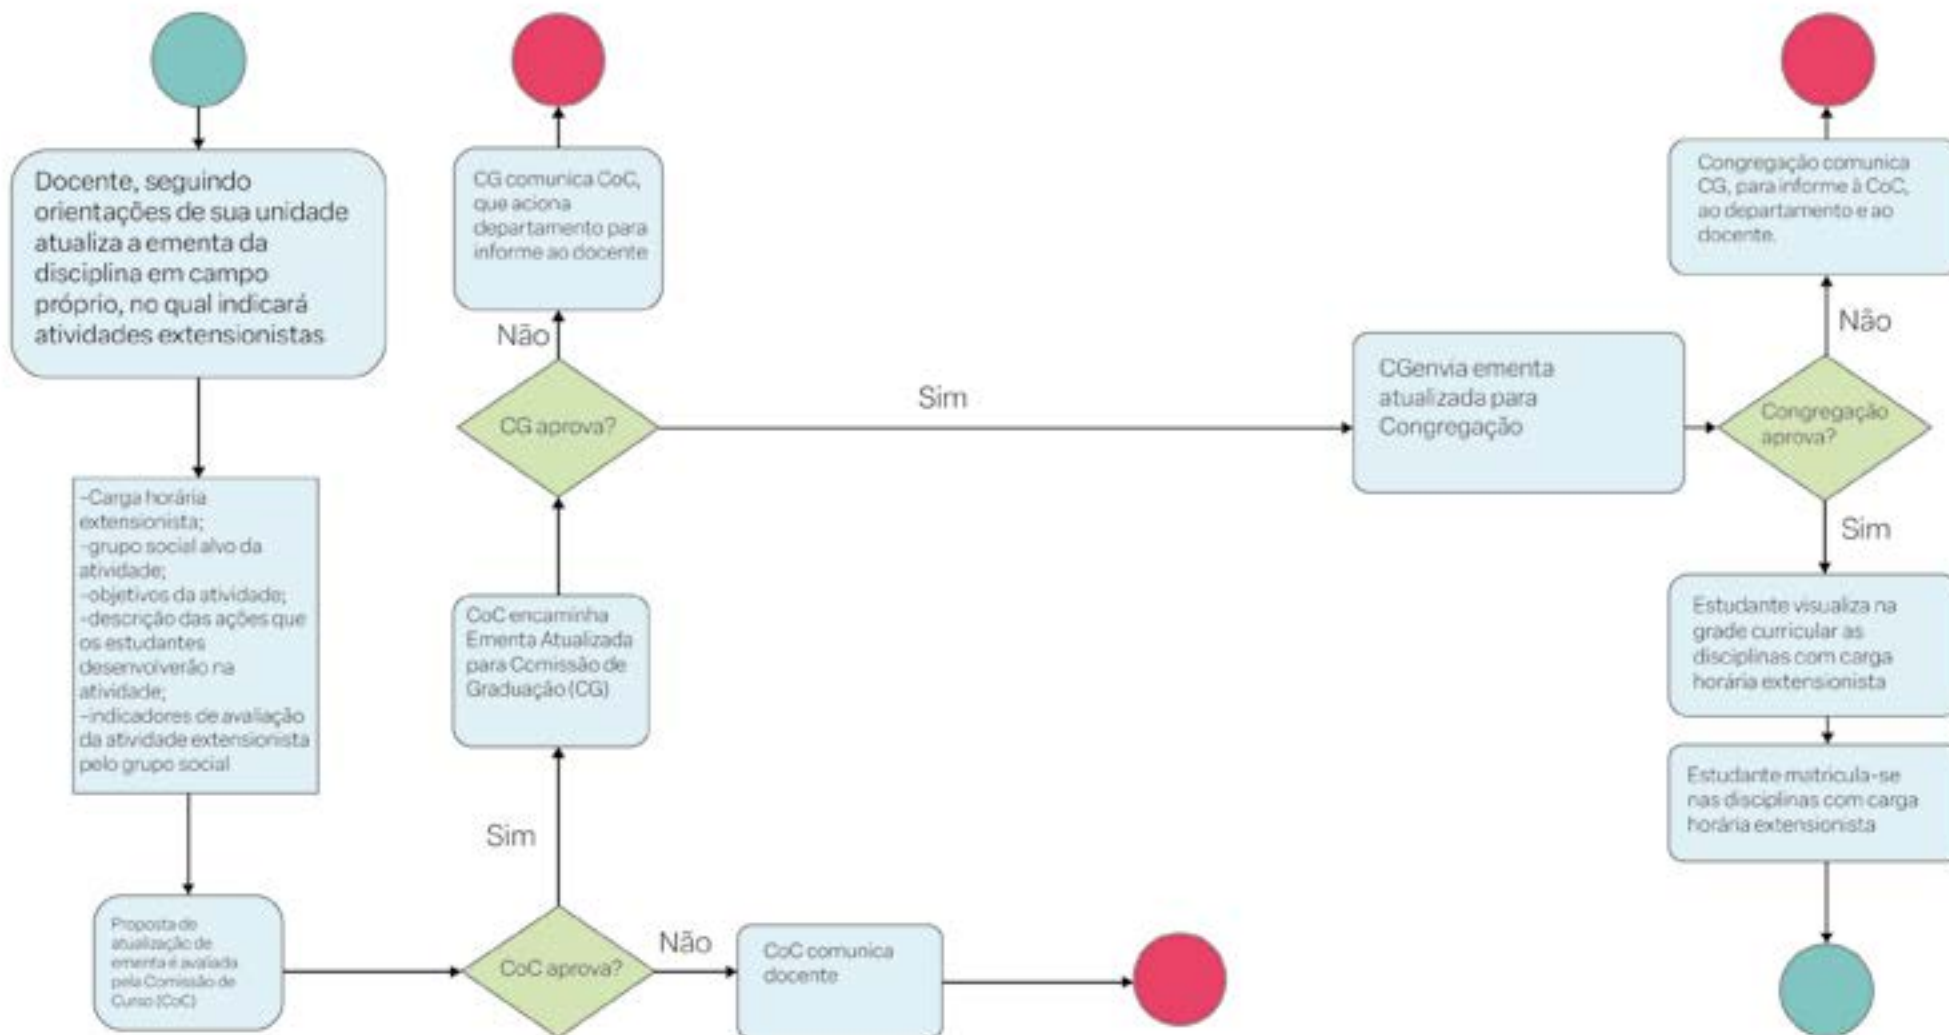 Docente, seguindo
orientações de sua unidade
atualiza a ementa da
disciplina em campo
próprio, no qual indicará
atividades extensionistas
-Carga horária
extensionista;
-grupo social alvo da
atividade;
-objetivos da atividade;
-descrição das ações que
os estudantes
desenvolverão na
atividade;
-indicadores de avaliação
da atividade extensionista
pelo grupo social
Proposta de
atualização de
ementa é avaliada
pela Comissão de
Curso (CoC)
CoC aprova?
Não
CoC comunica
docente
Sim
CoC encaminha
Ementa Atualizada
para Comissão de
Graduação (CG)
CG aprova?
Não
CG comunica CoC,
que aciona
departamento para
informe ao docente
Sim
CGenvia ementa
atualizada para
Congregação
Congregação
aprova?
Não
Congregação comunica
CG, para informe à CoC,
ao departamento e ao
docente.
Sim
Estudante visualiza na
grade curricular as
disciplinas com carga
horária extensionista
Estudante matricula-se
nas disciplinas com carga
horária extensionista